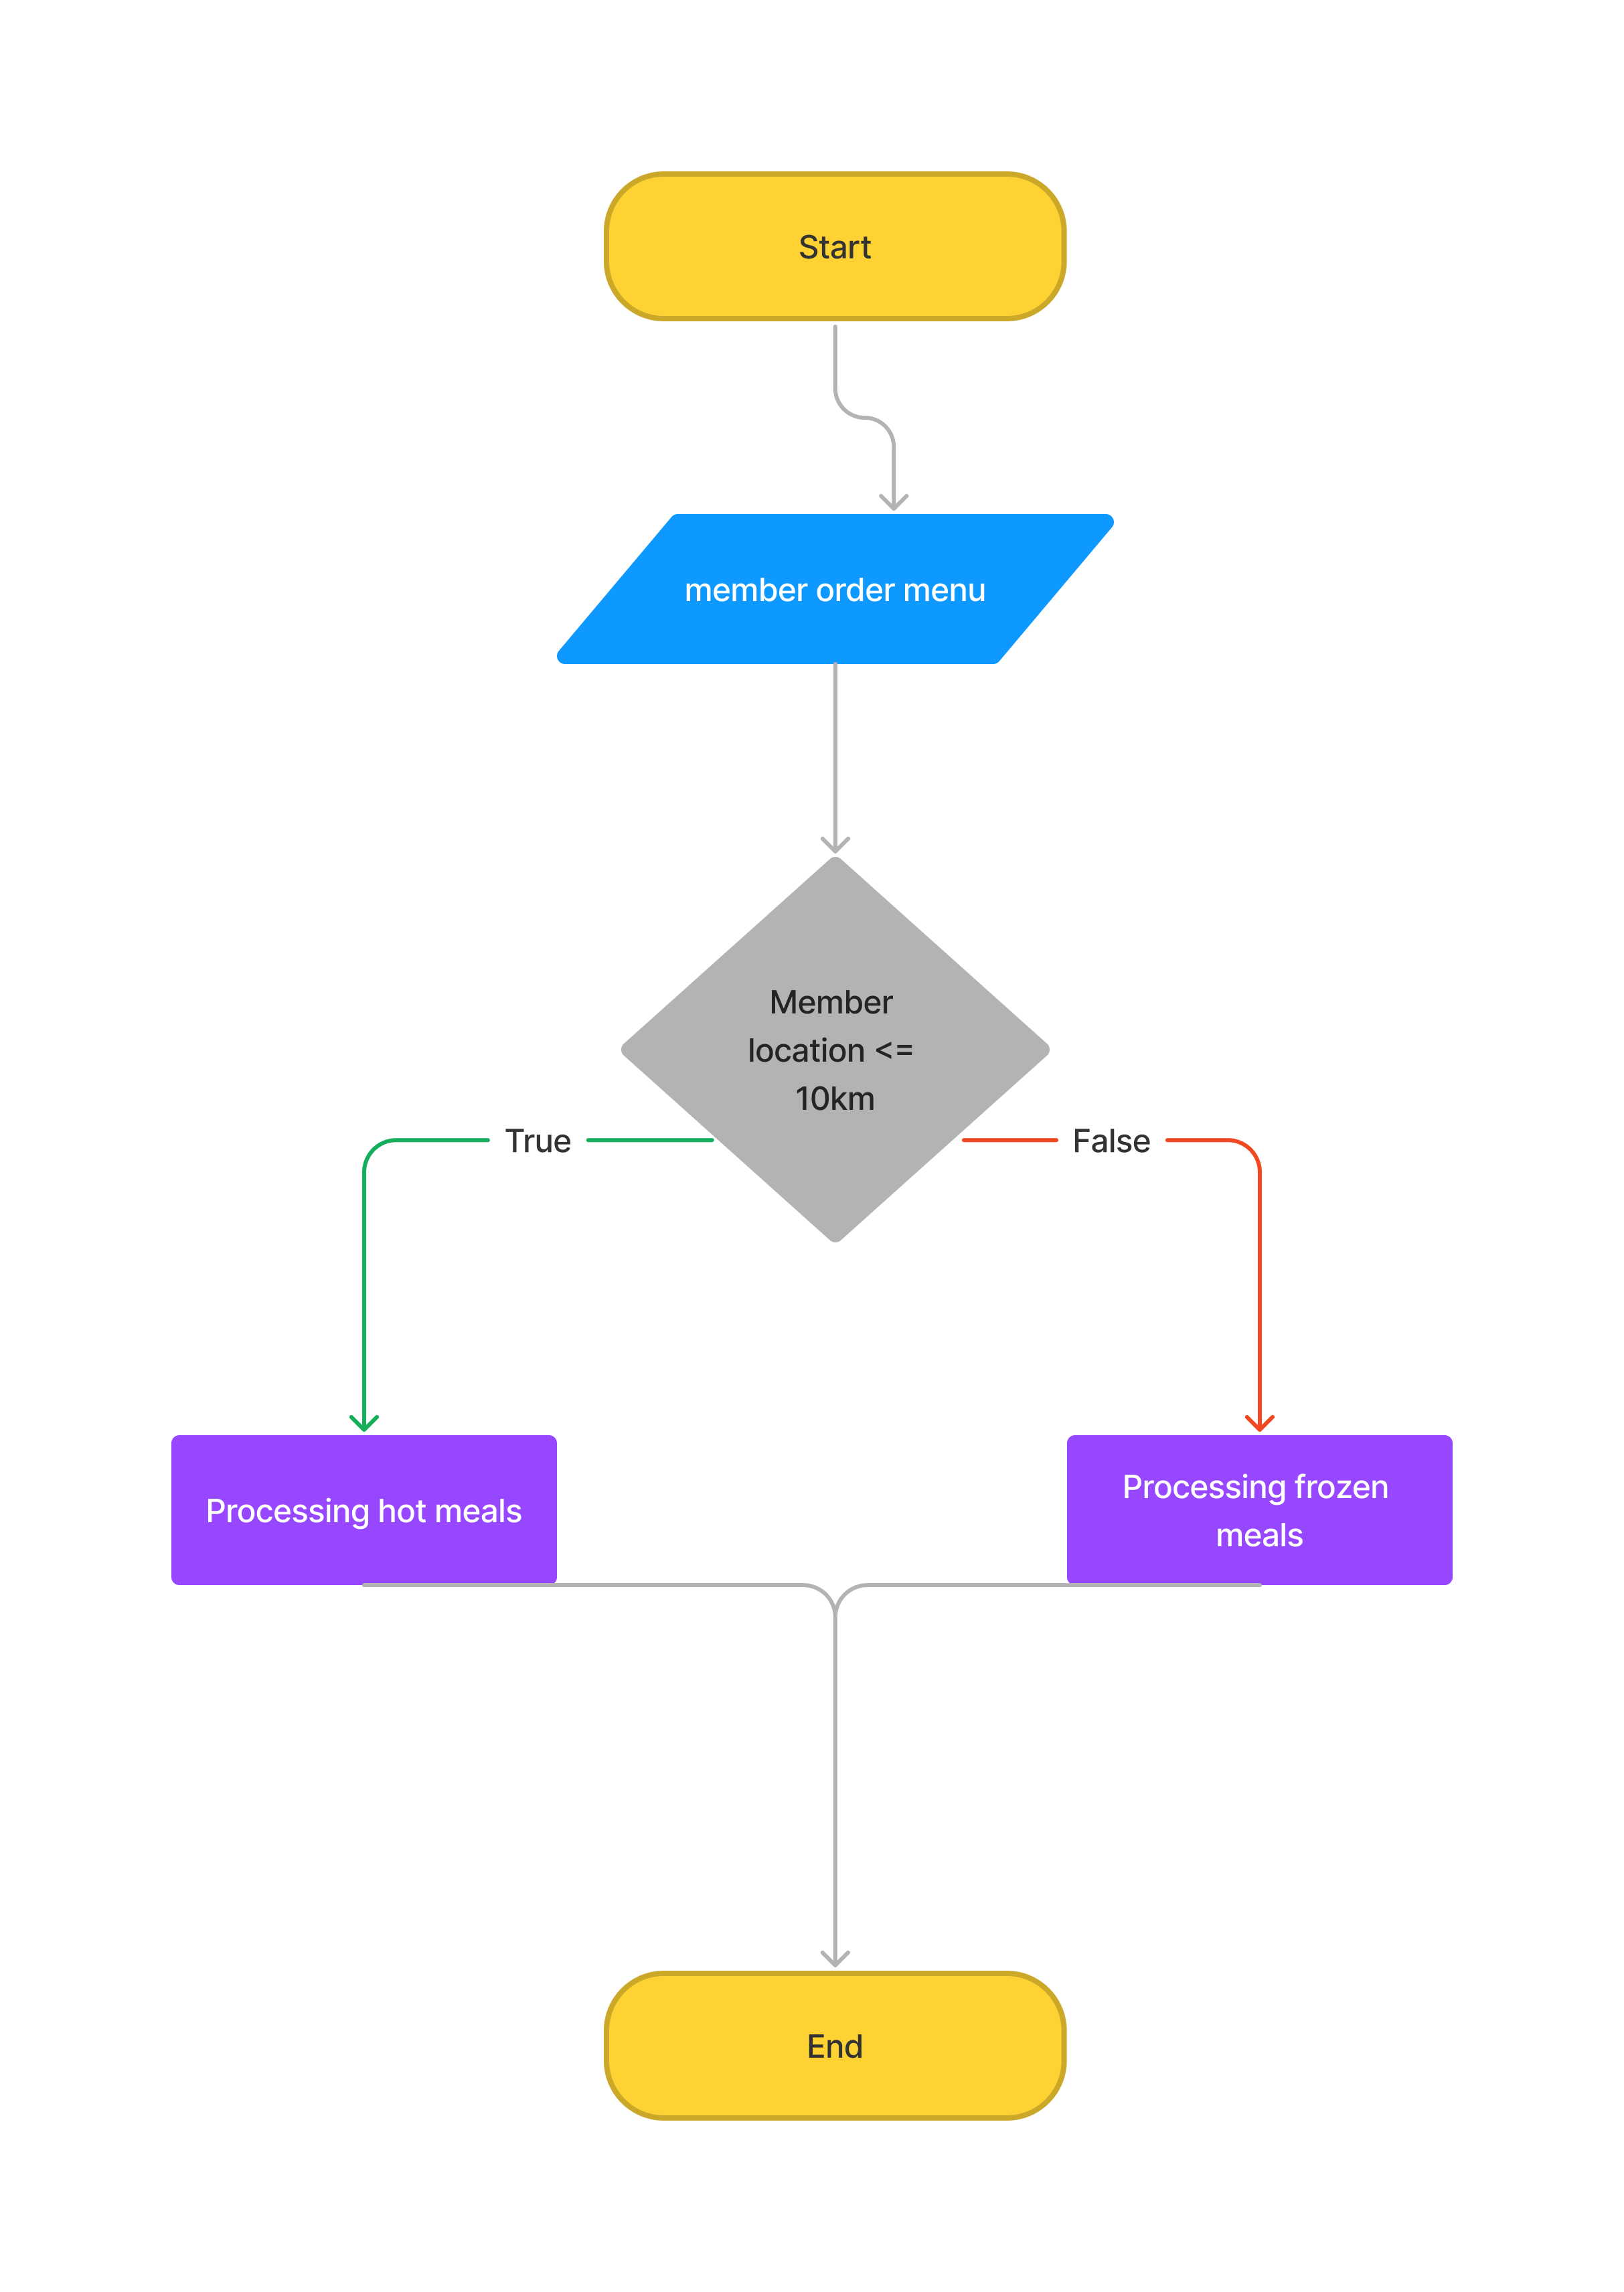 Start
member order menu
Member
location <=
10km
True
False
Processing hot meals
Processing frozen
meals
End